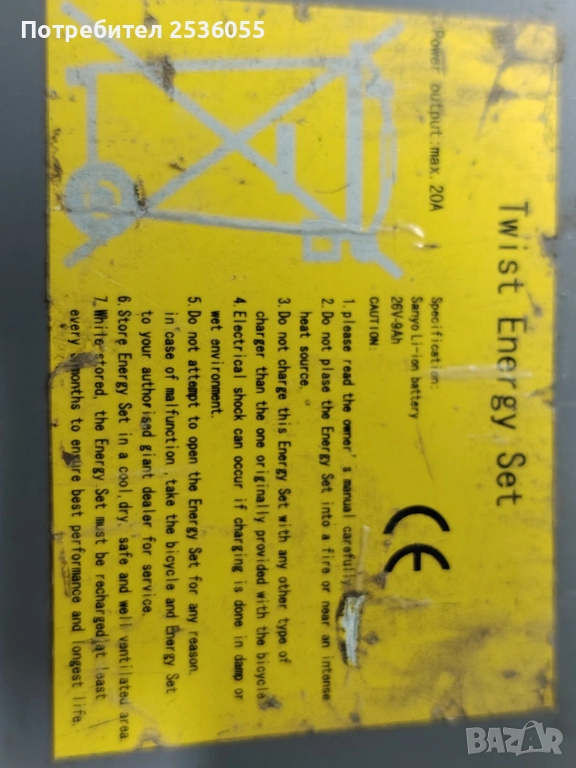 Потребител 2536055
Twist Energy Set
Power output:max. 20A
Specification:
Sanyo Li-ion battery
26V-9Ah
CAUTION:
1.please read the owner's manual carefully
2.Do not plase the Energy Set into a fire or near an intense
heat source.
3.Do not charge this Energy Set with any other type of
charger than the one originally provided with the bicycle
4.Electrical shock can occur if charging is done in damp or
wet environment.
5.Do not attempt to open the Energy Set for any reason.
in case of malfunction take the bicycle and Energy Set
to your authorised giant dealer for service.
6.Store Energy Set in a cool,dry, safe and well ventilated area
7.While stored, the Energy Set must be recharged at least
every months to ensure best performance and longest life.
CE
BAZAR